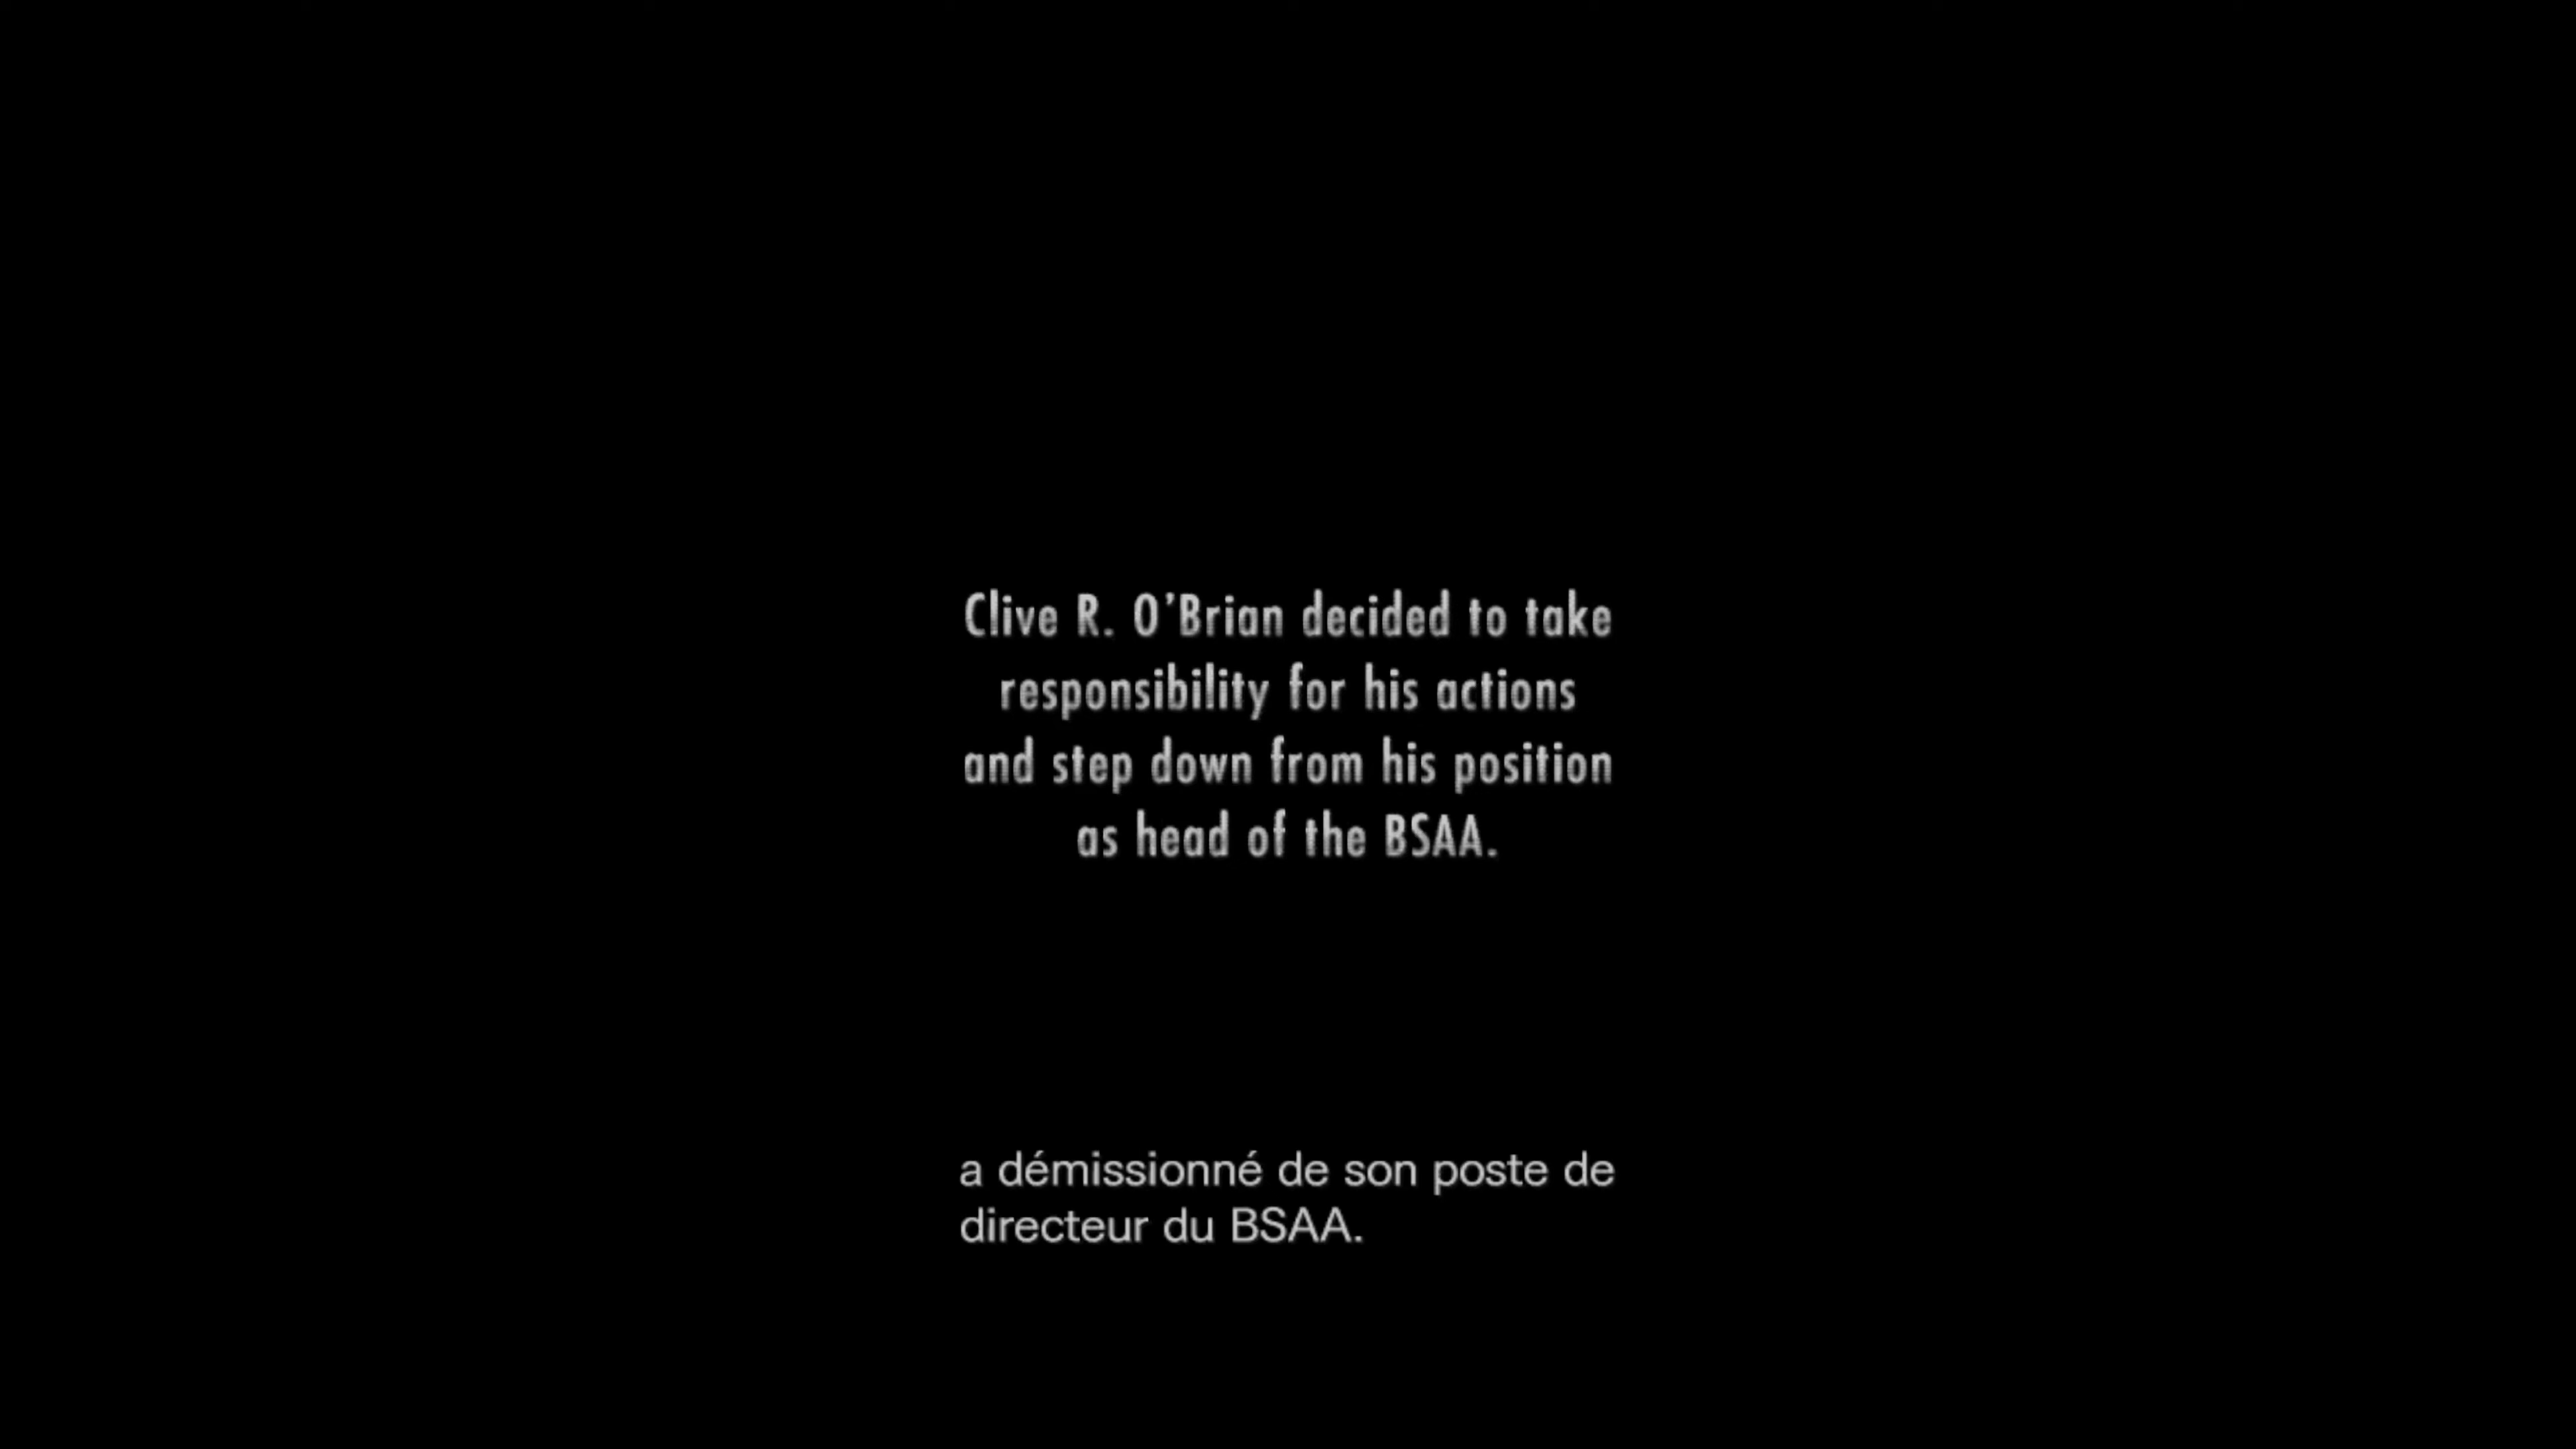 Clive R. O’Brian decided to take
responsibility for his actions
and step down from his position
as head of the BSAA.
a démissionné de son poste de
directeur du BSAA.